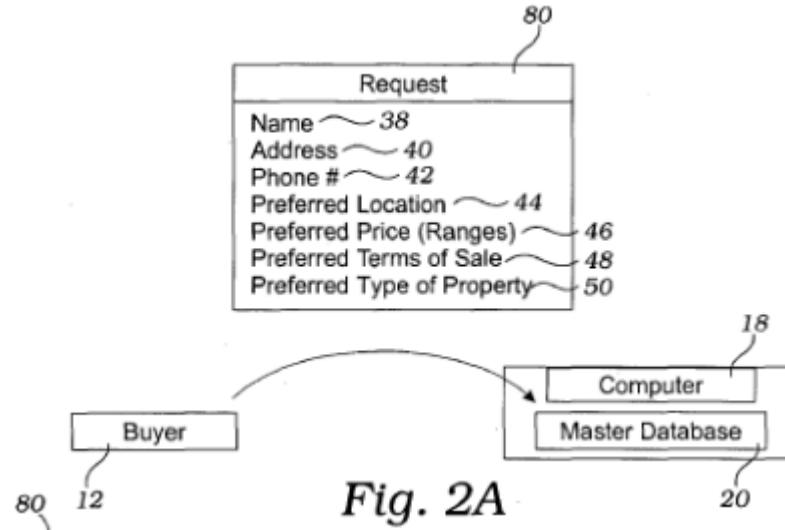 80
Request
Name 38
Address 40
Phone # 42
Preferred Location 44
Preferred Price (Ranges) 46
Preferred Terms of Sale 48
Preferred Type of Property 50
18
Computer
Buyer
Master Database
12
20
Fig. 2A
80